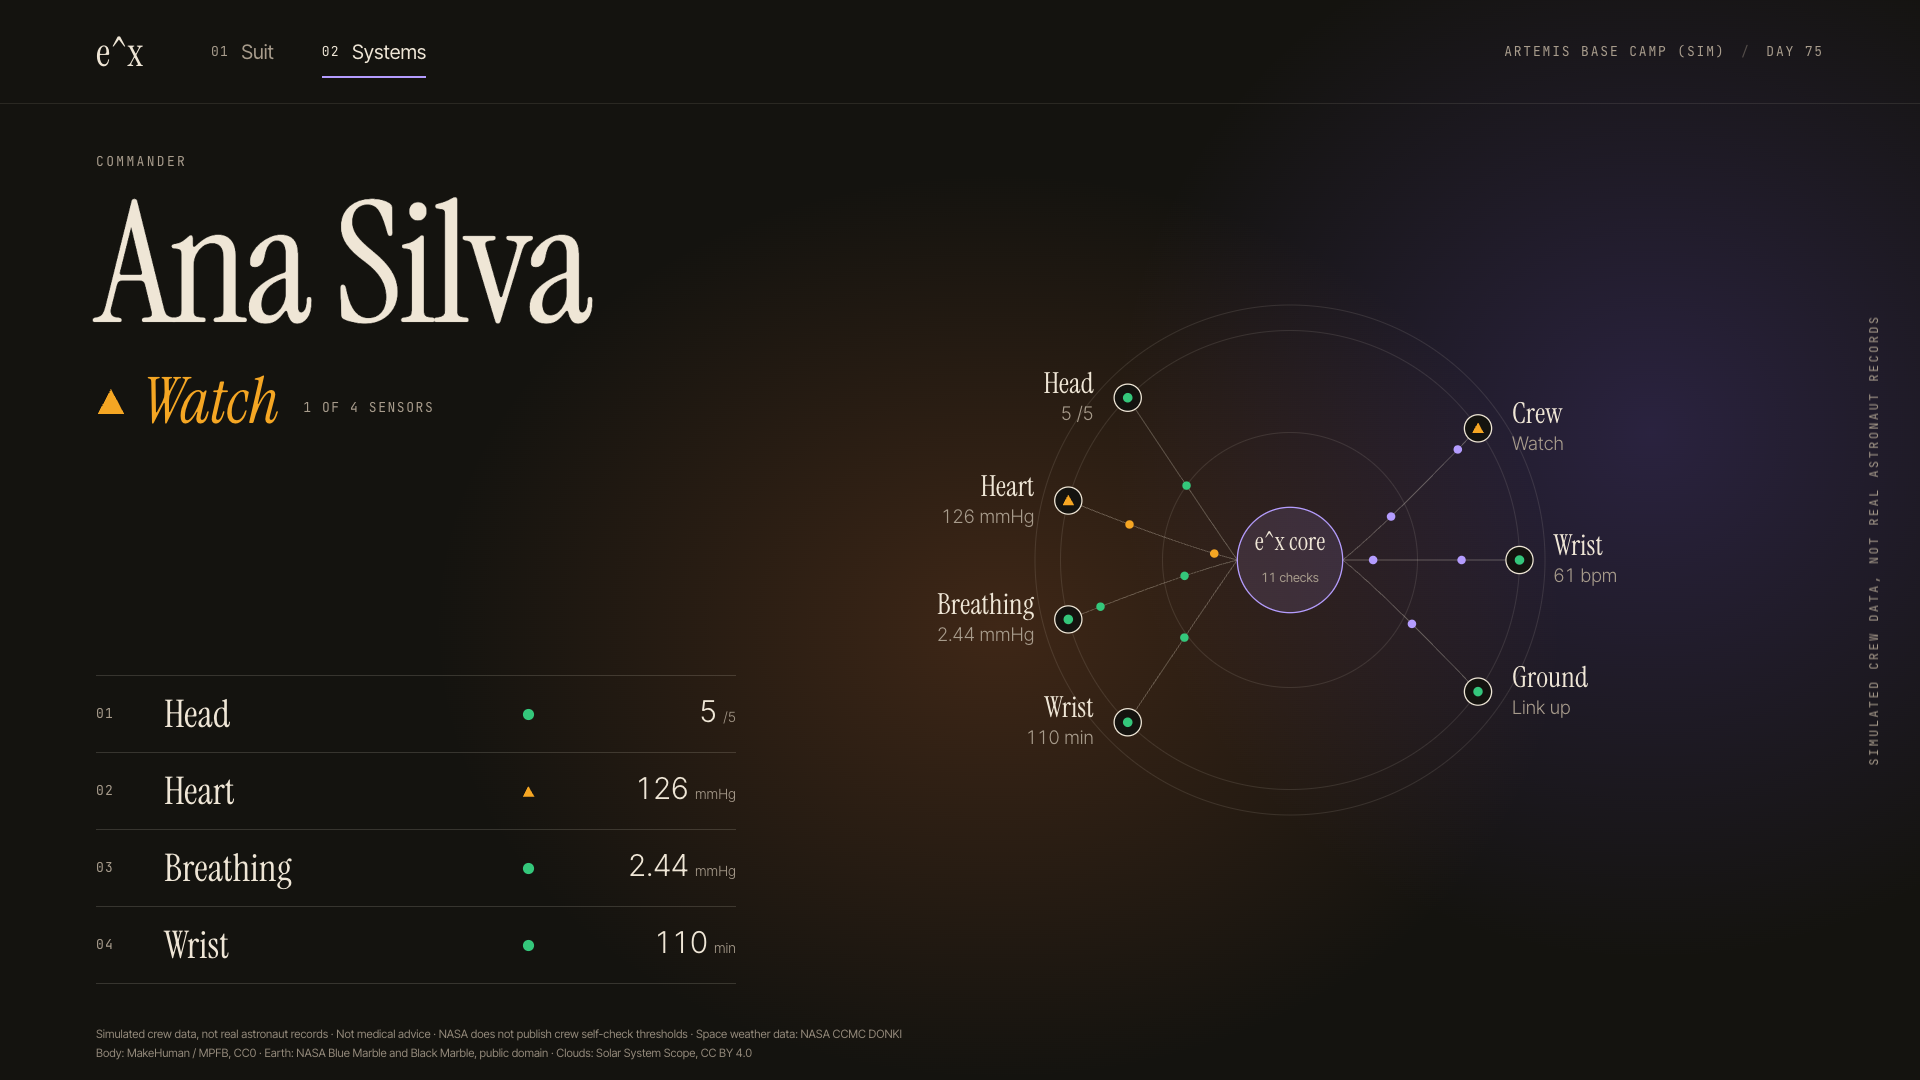 e^x
01 Suit
02 Systems
ARTEMIS BASE CAMP (SIM) / DAY 75
COMMANDER
Ana Silva
Watch
1 OF 4 SENSORS
01 Head 5 /5
02 Heart 126 mmHg
03 Breathing 2.44 mmHg
04 Wrist 110 min
Head
5 /5
Heart
126 mmHg
Breathing
2.44 mmHg
Wrist
110 min
e^x core
11 checks
Crew
Watch
Wrist
61 bpm
Ground
Link up
SIMULATED CREW DATA, NOT REAL ASTRONAUT RECORDS
Simulated crew data, not real astronaut records · Not medical advice · NASA does not publish crew self-check thresholds · Space weather data: NASA CCMC DONKI
Body: MakeHuman / MPFB, CC0 · Earth: NASA Blue Marble and Black Marble, public domain · Clouds: Solar System Scope, CC BY 4.0